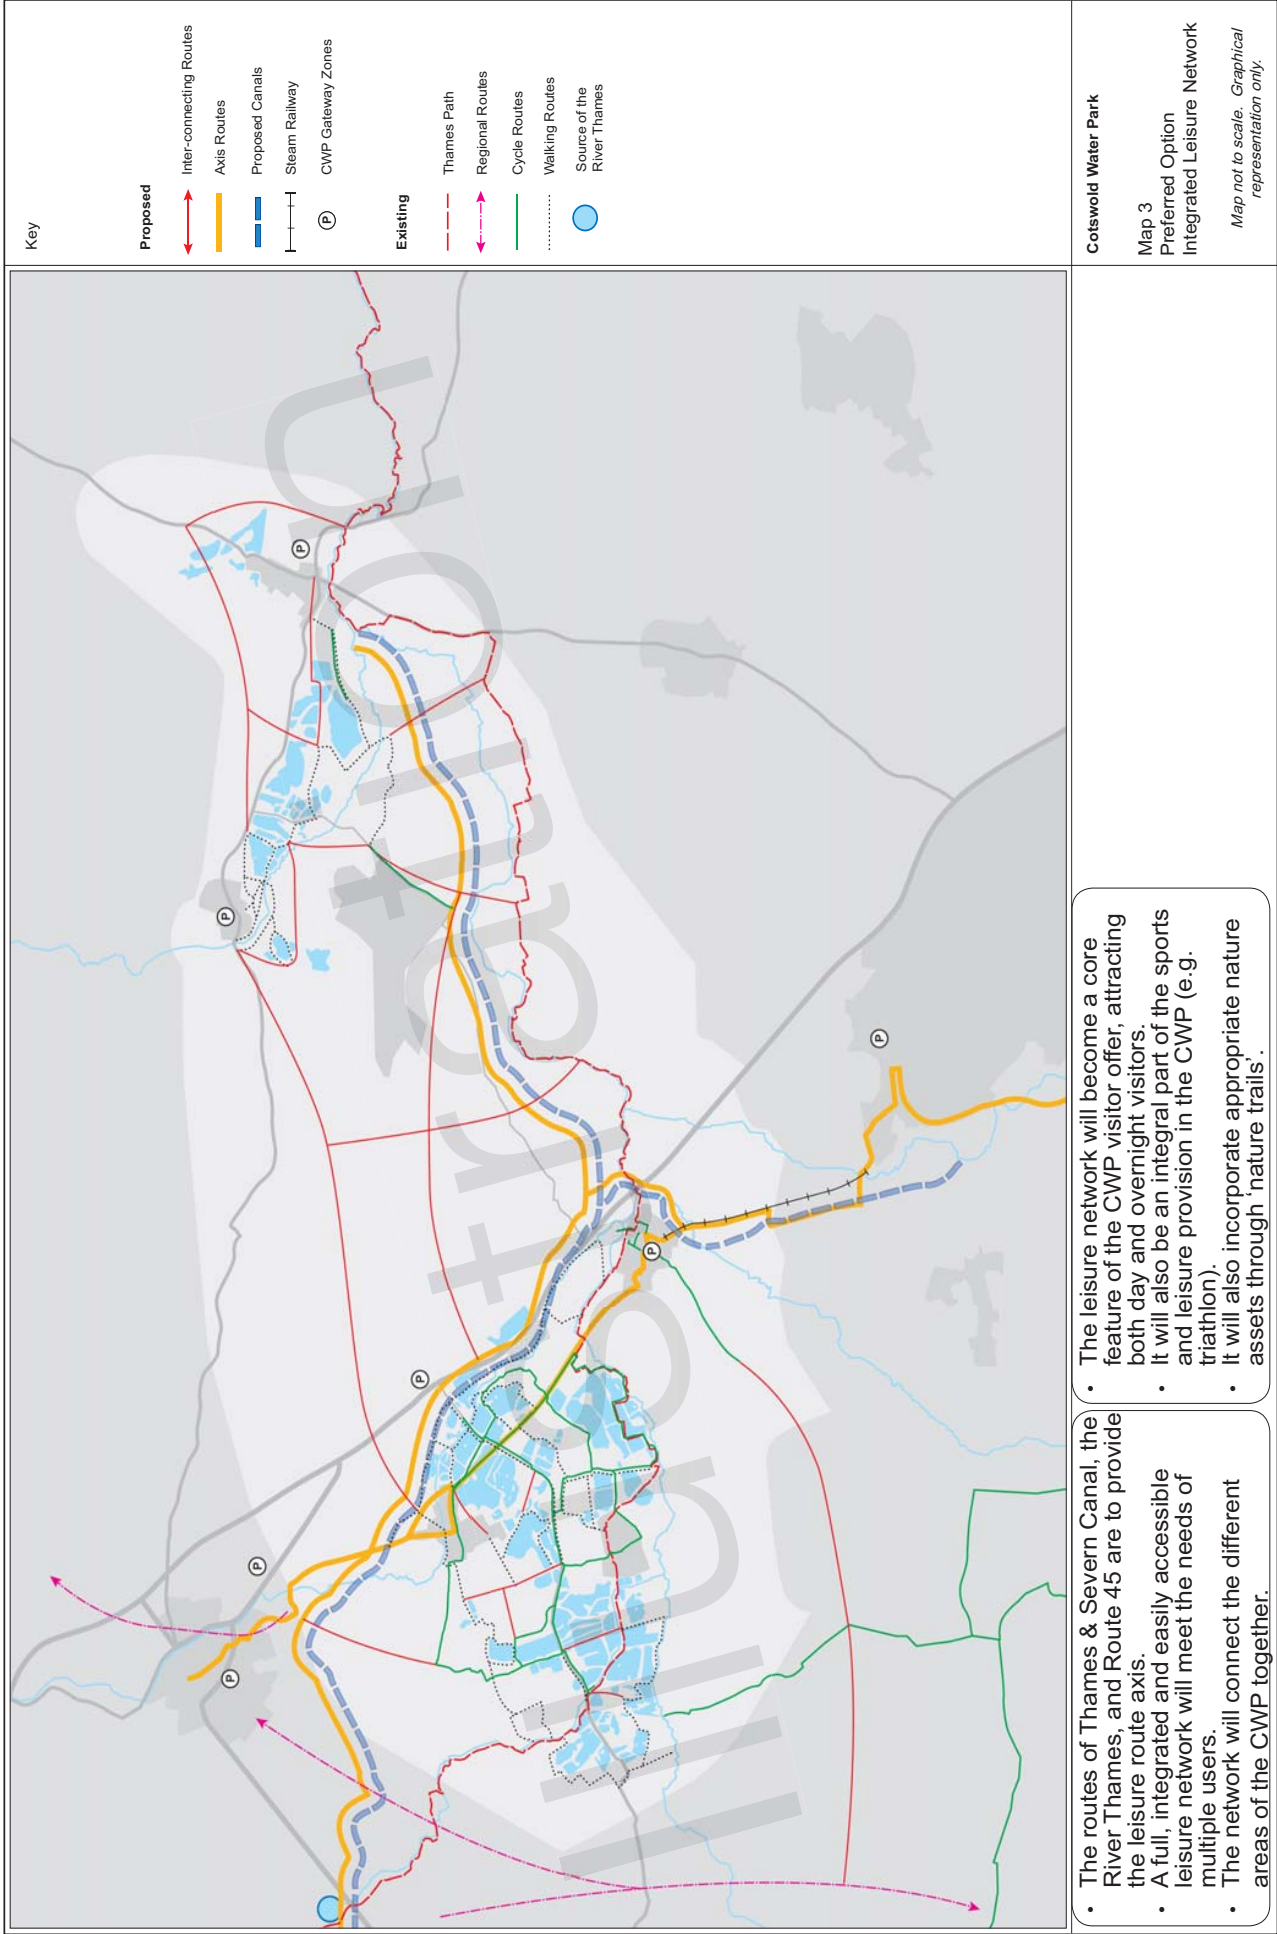 Key
Proposed
Inter-connecting Routes
Axis Routes
Proposed Canals
Steam Railway
P
CWP Gateway Zones
Existing
Thames Path
Regional Routes
Cycle Routes
Walking Routes
Source of the
River Thames
Illustration
P
P
P
P
P
P
P
• The routes of Thames & Severn Canal, the
River Thames, and Route 45 are to provide
the leisure route axis.
• A full, integrated and easily accessible
leisure network will meet the needs of
multiple users.
• The network will connect the different
areas of the CWP together.
• The leisure network will become a core
feature of the CWP visitor offer, attracting
both day and overnight visitors.
• It will also be an integral part of the sports
and leisure provision in the CWP (e.g.
triathlon).
• It will also incorporate appropriate nature
assets through ‘nature trails’.
Cotswold Water Park
Map 3
Preferred Option
Integrated Leisure Network
Map not to scale. Graphical
representation only.